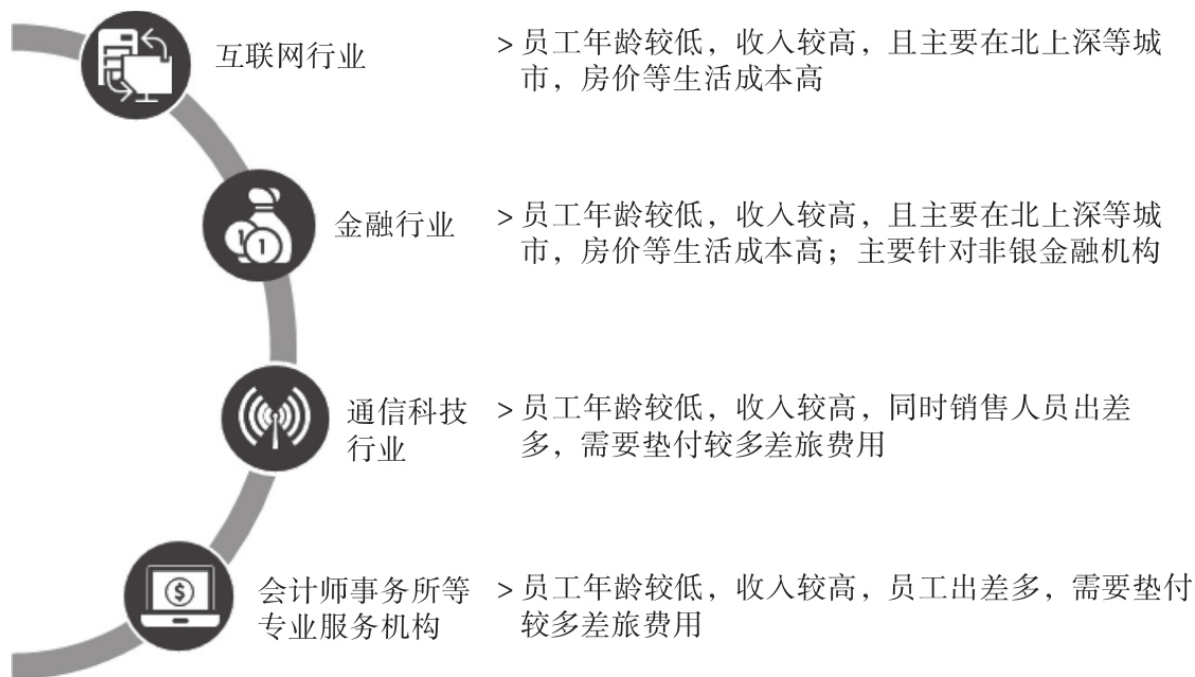 互联网行业
> 员工年龄较低，收入较高，且主要在北上深等城
市，房价等生活成本高
金融行业
> 员工年龄较低，收入较高，且主要在北上深等城
市，房价等生活成本高；主要针对非银金融机构
通信科技
行业
> 员工年龄较低，收入较高，同时销售人员出差
多，需要垫付较多差旅费用
会计师事务所等
专业服务机构
> 员工年龄较低，收入较高，员工出差多，需要垫付
较多差旅费用
1
$